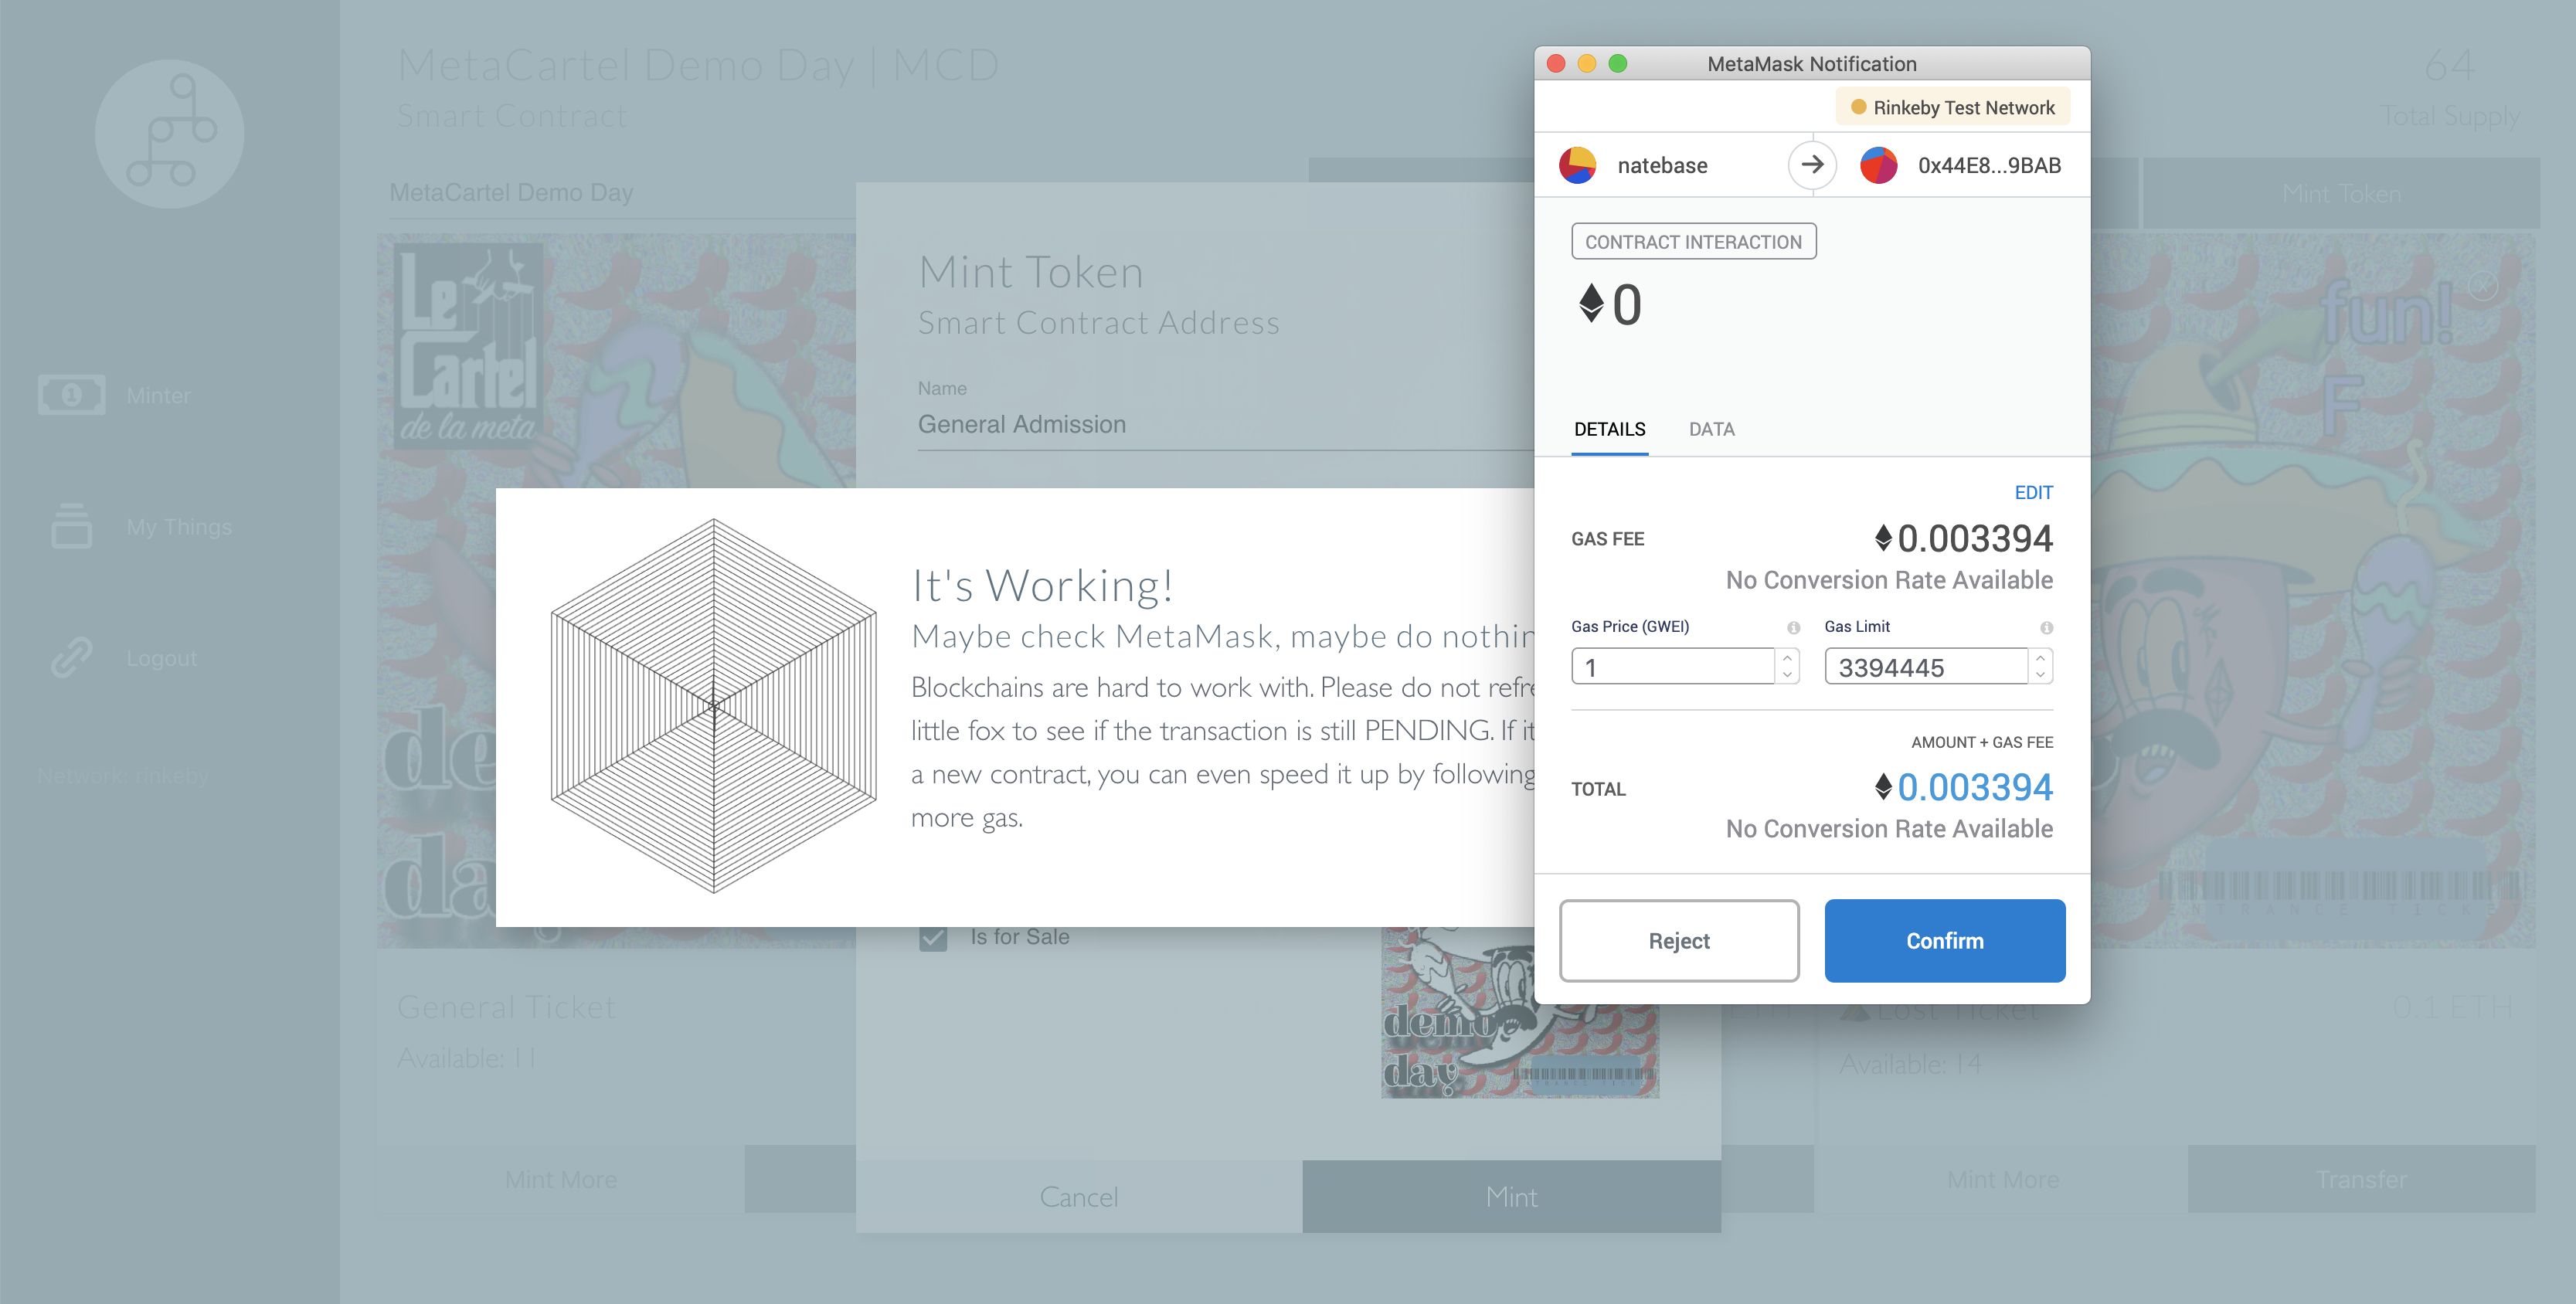 MetaCartel Demo Day | MCD
Smart Contract
64
Total Supply
MetaCartel Demo Day
Mint Token
Minter
My Things
Logout
Network: rinkeby
Le
Cartel
de la meta
fun!
F
de
da
Mint Token
Smart Contract Address
Name
General Admission
It's Working!
Maybe check MetaMask, maybe do nothin
Blockchains are hard to work with. Please do not refre
little fox to see if the transaction is still PENDING. If it
a new contract, you can even speed it up by following
more gas.
Is for Sale
demo
day
Cancel
Mint
MetaMask Notification
Rinkeby Test Network
natebase
0x44E8...9BAB
CONTRACT INTERACTION
0
DETAILS
DATA
EDIT
GAS FEE
0.003394
No Conversion Rate Available
Gas Price (GWEI)
Gas Limit
1
3394445
AMOUNT + GAS FEE
TOTAL
0.003394
No Conversion Rate Available
Reject
Confirm
General Ticket
Available: 11
Mint More
ETH
Lost Ticket
0.1 ETH
Available: 14
Mint More
Transfer